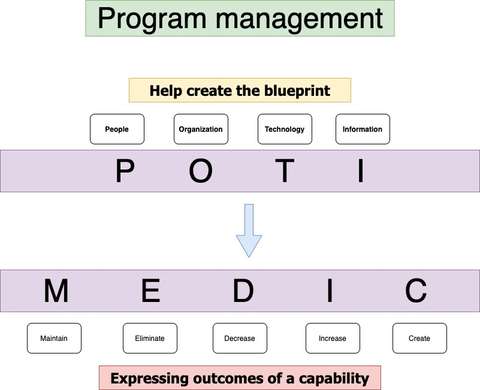 Program management
Help create the blueprint
People Organization Technology Information
P O T I
M E D I C
Maintain Eliminate Decrease Increase Create
Expressing outcomes of a capability